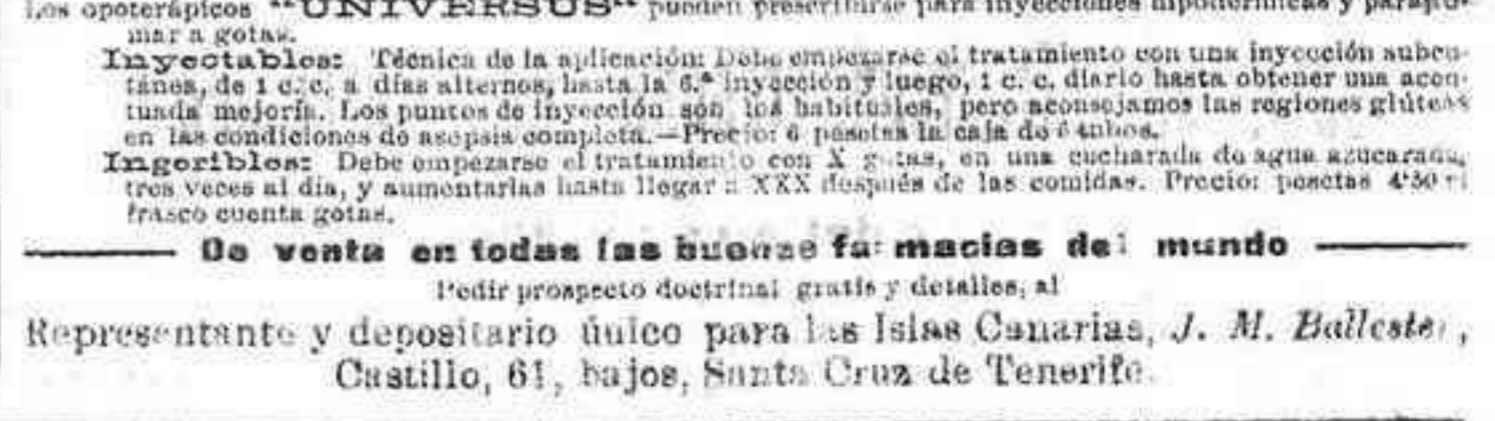 Los opoterápicos "UNIVERSUS" pueden prescribirse para inyecciones hipodérmicas y para to-
mar a gotas.
Inyectables: Técnica de la aplicación: Debe empezarse el tratamiento con una inyección subcu-
tánea, de 1 c. c. a días alternos, hasta la 6.ª inyección y luego, 1 c. c. diario hasta obtener una acen-
tuada mejoría. Los puntos de inyección son los habituales, pero aconsejamos las regiones glúteas
en las condiciones de asepsia completa.—Precio: 6 pesetas la caja de 6 tubos.
Ingeribles: Debe empezarse el tratamiento con X gotas, en una cucharada de agua azucarada,
tres veces al día, y aumentarlas hasta llegar a XXX después de las comidas. Precio: pesetas 4'50 el
frasco cuenta gotas.
De venta en todas las buenas farmacias del mundo
Pedir prospecto doctrinal gratis y detalles, al
Representante y depositario único para las Islas Canarias, J. M. Ballester,
Castillo, 61, bajos, Santa Cruz de Tenerife.